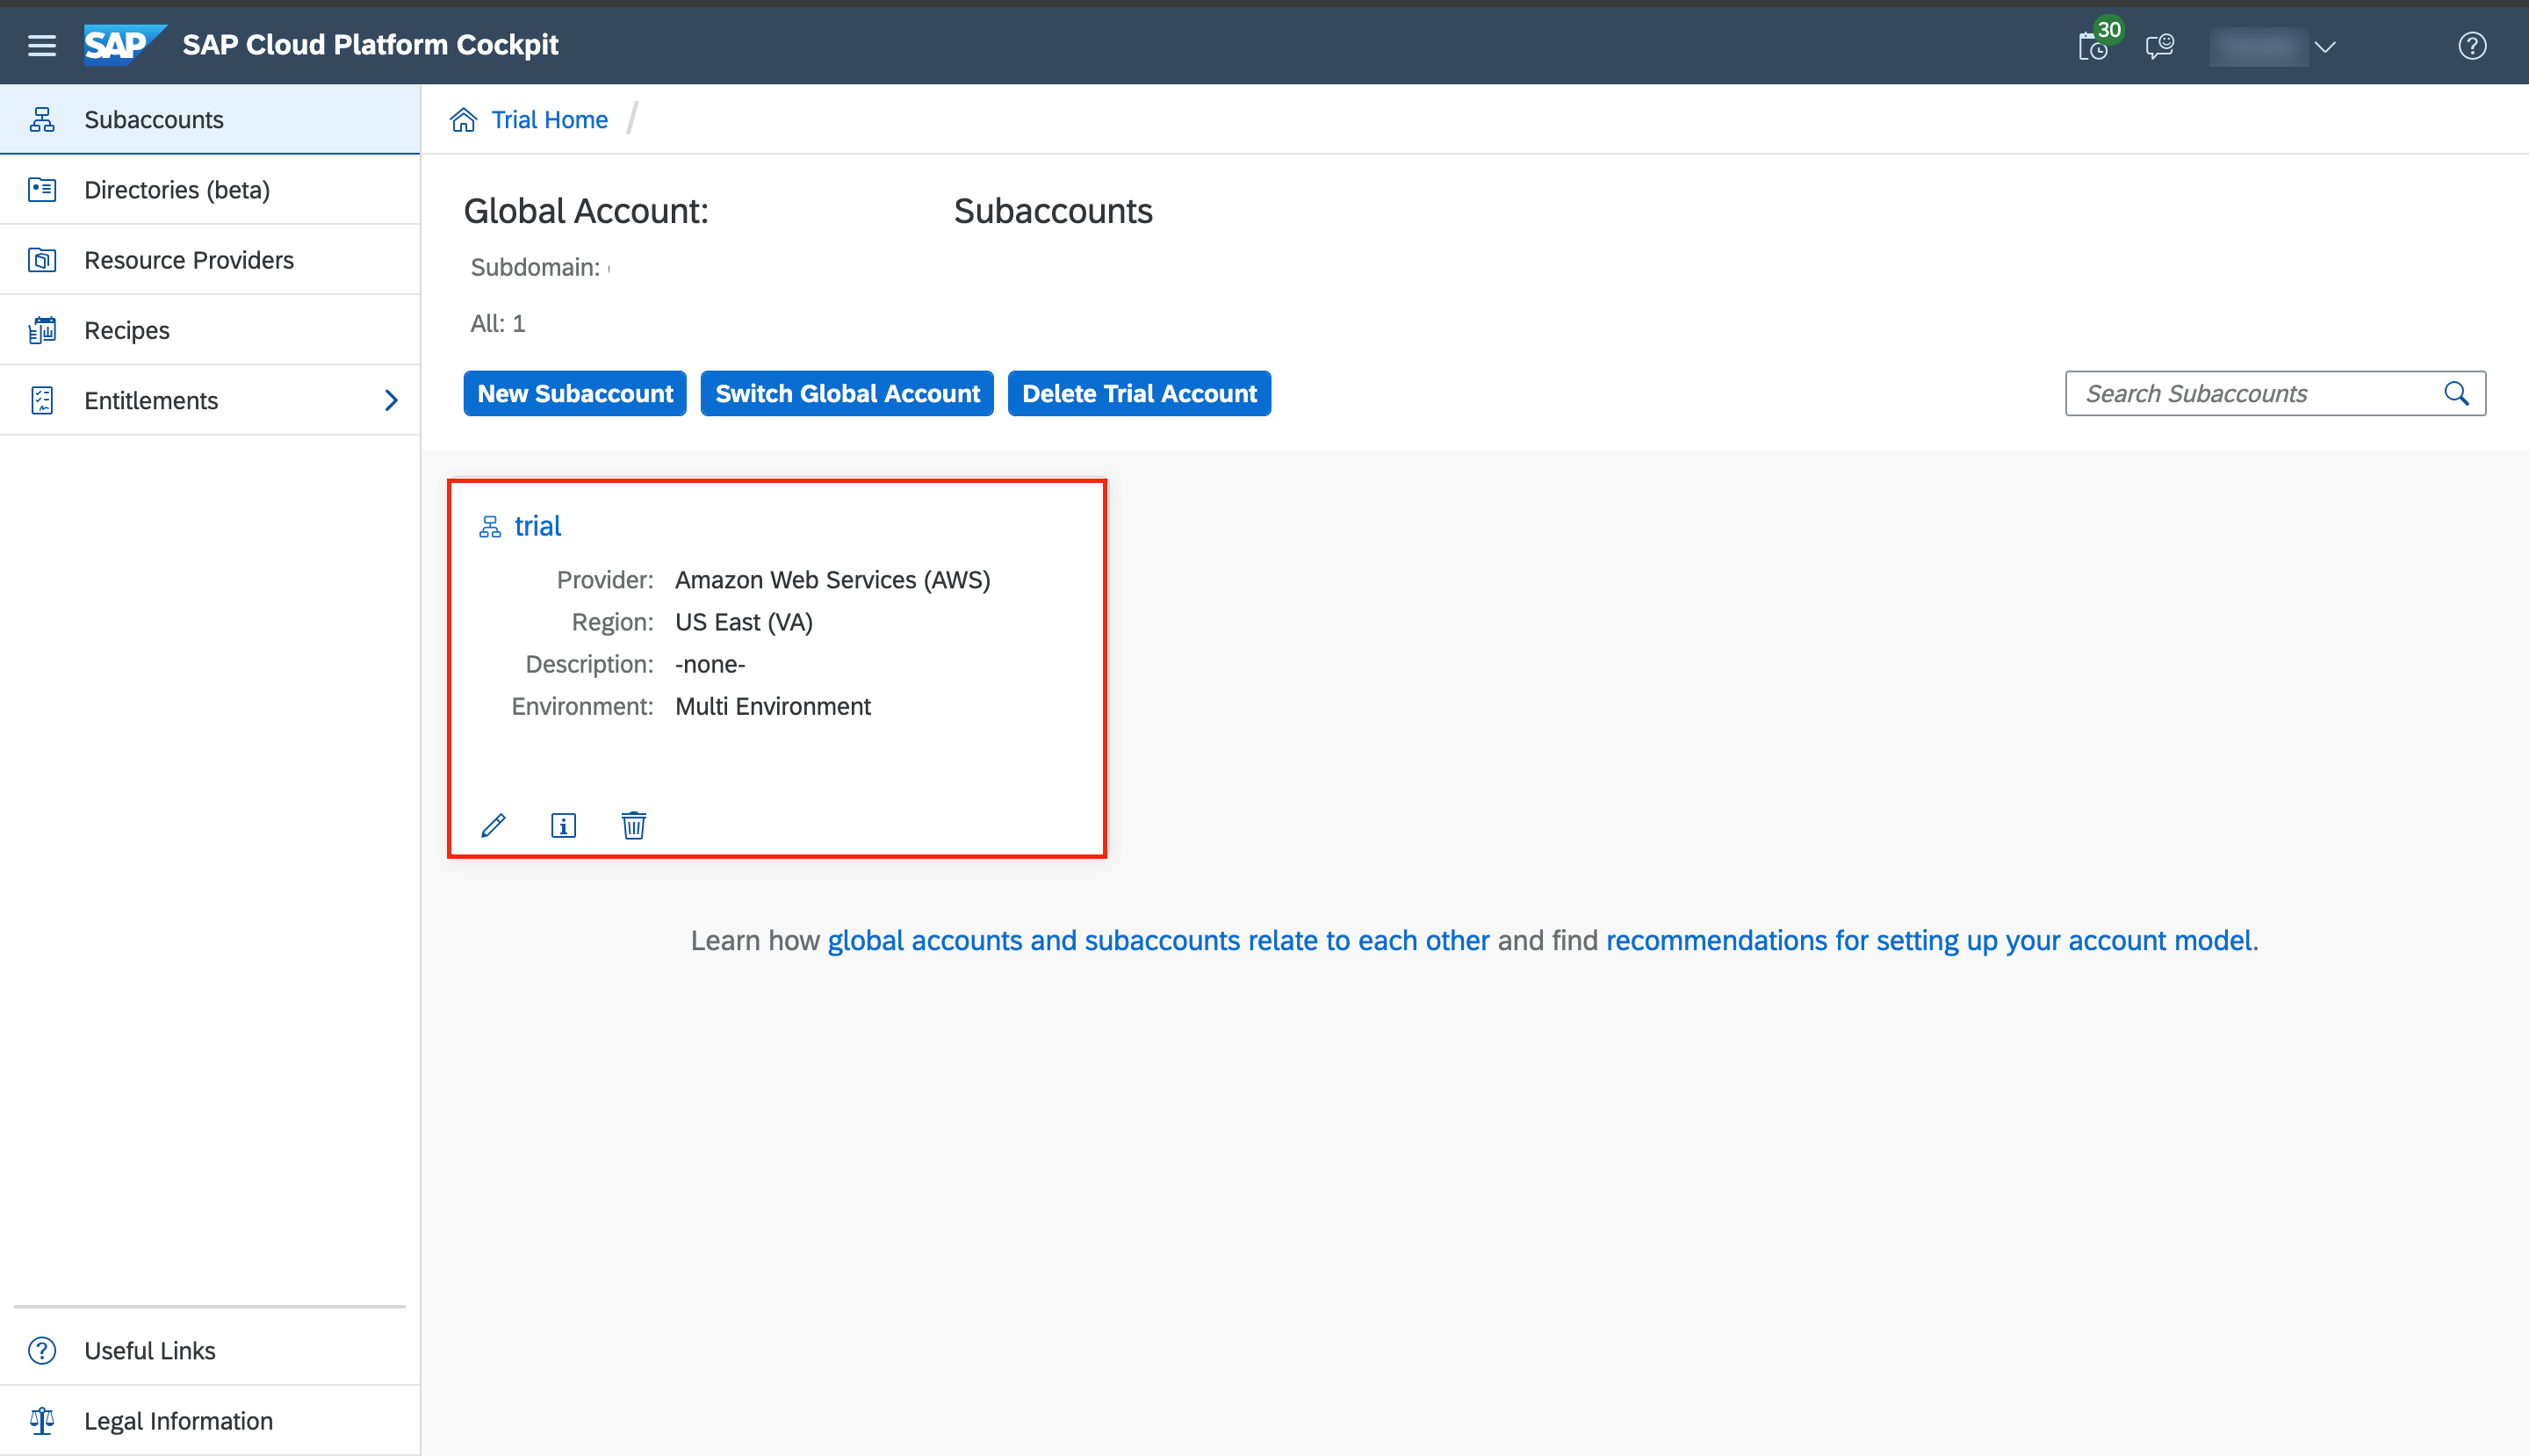 SAP SAP Cloud Platform Cockpit 30
Subaccounts
Directories (beta)
Resource Providers
Recipes
Entitlements
Useful Links
Legal Information
Trial Home /
Global Account: Subaccounts
Subdomain:
All: 1
New Subaccount Switch Global Account Delete Trial Account Search Subaccounts
trial
Provider: Amazon Web Services (AWS)
Region: US East (VA)
Description: -none-
Environment: Multi Environment
Learn how global accounts and subaccounts relate to each other and find recommendations for setting up your account model.